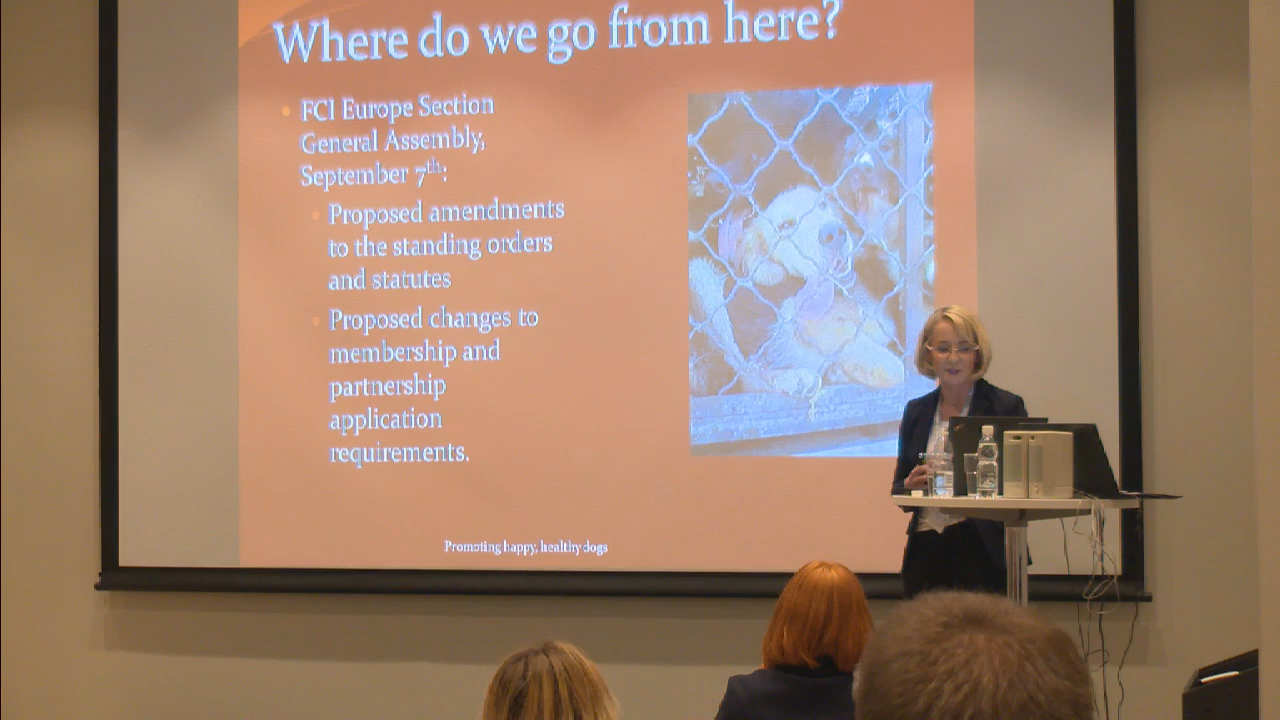 Where do we go from here?
• FCI Europe Section
General Assembly,
September 7th:
• Proposed amendments
to the standing orders
and statutes
• Proposed changes to
membership and
partnership
application
requirements.
Promoting happy, healthy dogs